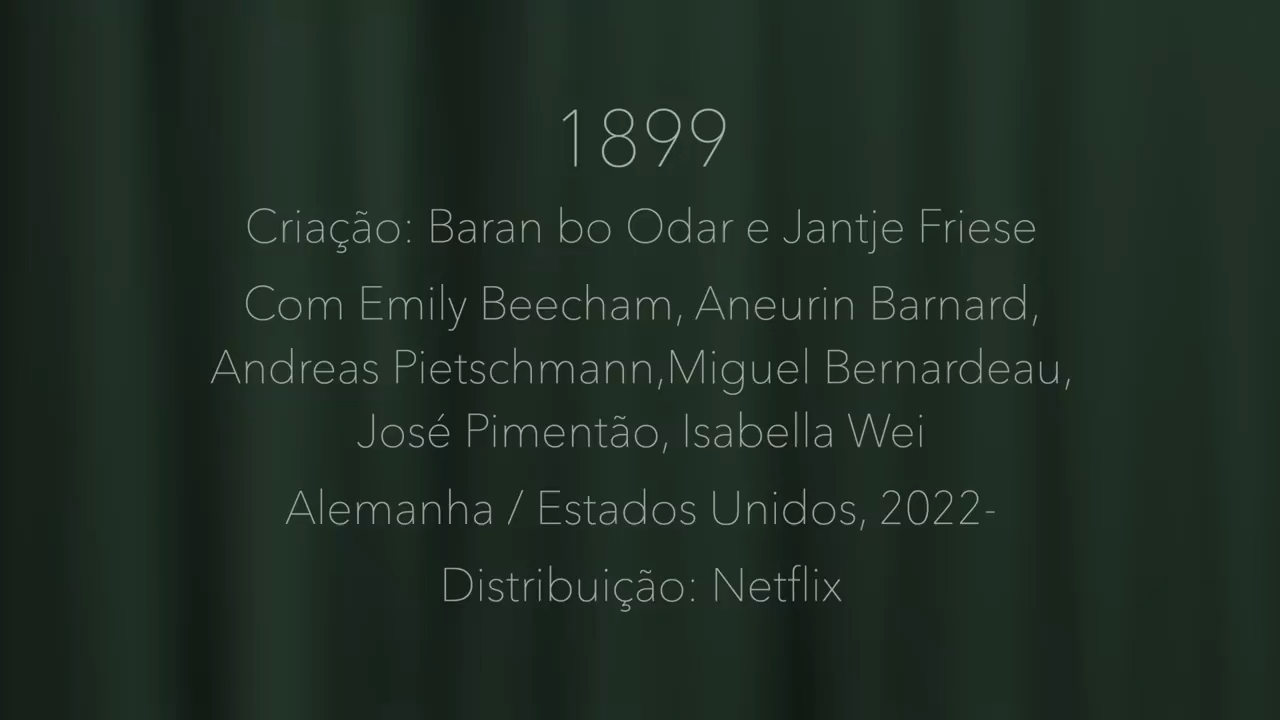 1899
Criação: Baran bo Odar e Jantje Friese
Com Emily Beecham, Aneurin Barnard,
Andreas Pietschmann,Miguel Bernardeau,
José Pimentão, Isabella Wei
Alemanha / Estados Unidos, 2022-
Distribuição: Netflix